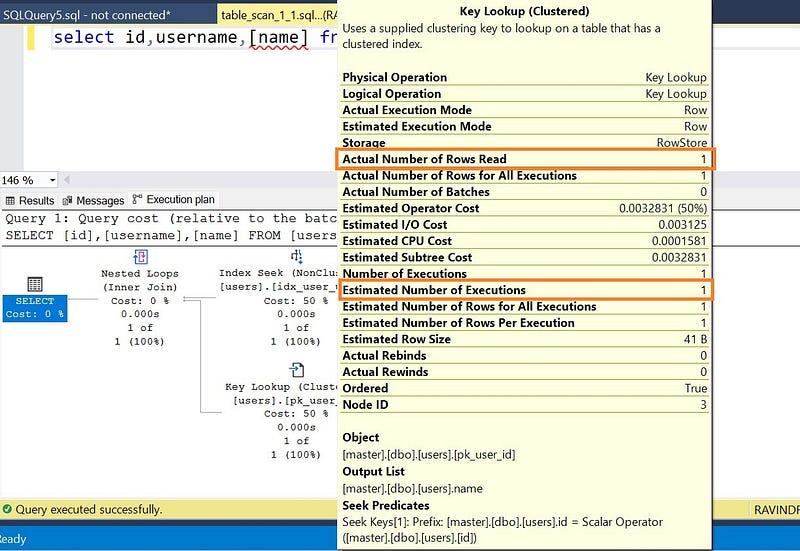 SQLQuery5.sql - not connected*
table_scan_1_1.sql...(RA
select id,username,[name] fr
146 %
Results Messages Execution plan
Query 1: Query cost (relative to the batc
SELECT [id],[username],[name] FROM [users
SELECT
Cost: 0 %
Nested Loops
(Inner Join)
Cost: 0 %
0.000s
1 of
1 (100%)
Index Seek (NonClu
[users].[idx_user_u
Cost: 50 %
0.000s
1 of
1 (100%)
Key Lookup (Cluste
[users].[pk_user_
Cost: 50 %
0.000s
1 of
1 (100%)
Query executed successfully.
RAVINDR
Ready
Key Lookup (Clustered)
Uses a supplied clustering key to lookup on a table that has a
clustered index.
Physical Operation Key Lookup
Logical Operation Key Lookup
Actual Execution Mode Row
Estimated Execution Mode Row
Storage RowStore
Actual Number of Rows Read 1
Actual Number of Rows for All Executions 1
Actual Number of Batches 0
Estimated Operator Cost 0.0032831 (50%)
Estimated I/O Cost 0.003125
Estimated CPU Cost 0.0001581
Estimated Subtree Cost 0.0032831
Number of Executions 1
Estimated Number of Executions 1
Estimated Number of Rows for All Executions 1
Estimated Number of Rows Per Execution 1
Estimated Row Size 41 B
Actual Rebinds 0
Actual Rewinds 0
Ordered True
Node ID 3
Object
[master].[dbo].[users].[pk_user_id]
Output List
[master].[dbo].[users].name
Seek Predicates
Seek Keys[1]: Prefix: [master].[dbo].[users].id = Scalar Operator
([master].[dbo].[users].[id])